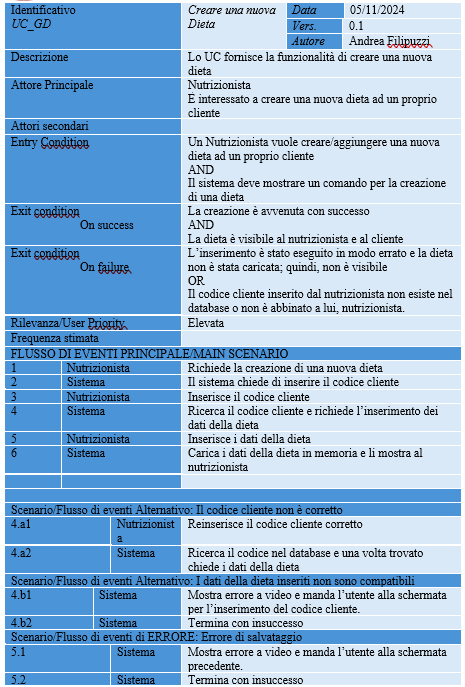 Identificativo Creare una nuova Data 05/11/2024
UC_GD Dieta Vers. 0.1
Autore Andrea Filipuzzi
Descrizione Lo UC fornisce la funzionalità di creare una nuova
dieta
Attore Principale Nutrizionista
È interessato a creare una nuova dieta ad un proprio
cliente
Attori secondari
Entry Condition Un Nutrizionista vuole creare/aggiungere una nuova
dieta ad un proprio cliente
AND
Il sistema deve mostrare un comando per la creazione
di una dieta
Exit condition La creazione è avvenuta con successo
On success AND
La dieta è visibile al nutrizionista e al cliente
Exit condition L'inserimento è stato eseguito in modo errato e la dieta
On failure non è stata caricata; quindi, non è visibile
OR
Il codice cliente inserito dal nutrizionista non esiste nel
database o non è abbinato a lui, nutrizionista.
Rilevanza/User Priority Elevata
Frequenza stimata
FLUSSO DI EVENTI PRINCIPALE/MAIN SCENARIO
1 Nutrizionista Richiede la creazione di una nuova dieta
2 Sistema Il sistema chiede di inserire il codice cliente
3 Nutrizionista Inserisce il codice cliente
4 Sistema Ricerca il codice cliente e richiede l'inserimento dei
dati della dieta
5 Nutrizionista Inserisce i dati della dieta
6 Sistema Carica i dati della dieta in memoria e li mostra al
nutrizionista
Scenario/Flusso di eventi Alternativo: Il codice cliente non è corretto
4.a1 Nutrizionist Reinserisce il codice cliente corretto
a
4.a2 Sistema Ricerca il codice nel database e una volta trovato
chiede i dati della dieta
Scenario/Flusso di eventi Alternativo: I dati della dieta inseriti non sono compatibili
4.b1 Sistema Mostra errore a video e manda l'utente alla schermata
per l'inserimento del codice cliente.
4.b2 Sistema Termina con insuccesso
Scenario/Flusso di eventi di ERRORE: Errore di salvataggio
5.1 Sistema Mostra errore a video e manda l'utente alla schermata
precedente.
5.2 Sistema Termina con insuccesso